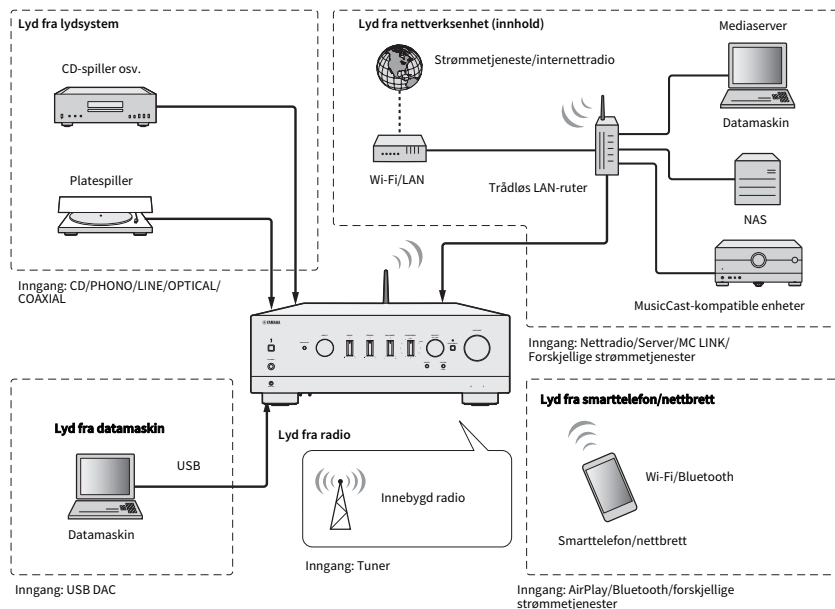 Lyd fra lydsystem
CD-spiller osv.
Platespiller
Inngang: CD/PHONO/LINE/OPTICAL/
COAXIAL
Lyd fra nettverksenhet (innhold)
Strømmetjeneste/internettradio
Wi-Fi/LAN
Trådløs LAN-ruter
Mediaserver
Datamaskin
NAS
MusicCast-kompatible enheter
Inngang: Nettradio/Server/MC LINK/
Forskjellige strømmetjenester
YAMAHA
Lyd fra datamaskin
USB
Datamaskin
Inngang: USB DAC
Lyd fra radio
Innebygd radio
Inngang: Tuner
Lyd fra smarttelefon/nettbrett
Wi-Fi/Bluetooth
Smarttelefon/nettbrett
Inngang: AirPlay/Bluetooth/forskjellige
strømmetjenester